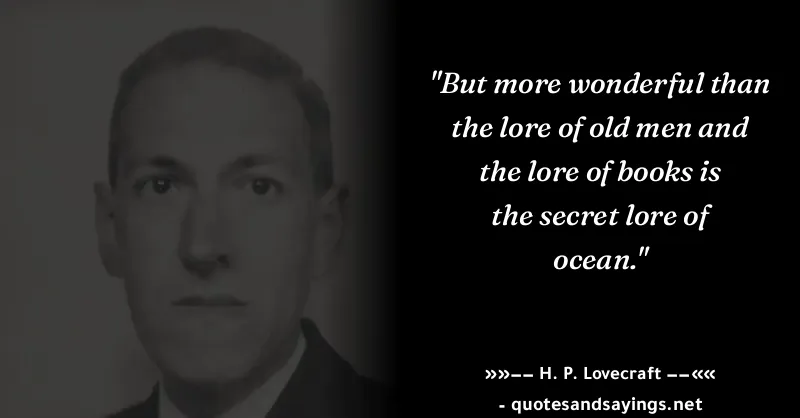 "But more wonderful than
the lore of old men and
the lore of books is
the secret lore of
ocean."
»»−− H. P. Lovecraft −−««
- quotesandsayings.net